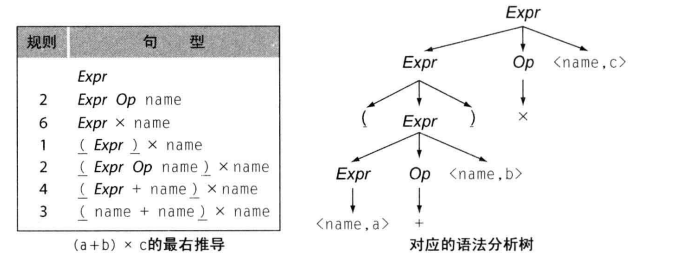 规则 句 型
Expr
2 Expr Op name
6 Expr × name
1 ( Expr ) × name
2 ( Expr Op name ) × name
4 ( Expr + name ) × name
3 ( name + name ) × name
(a+b) × c的最右推导
Expr
Expr Op <name,c>
( Expr ) ×
Expr Op <name,b>
<name,a> +
对应的语法分析树